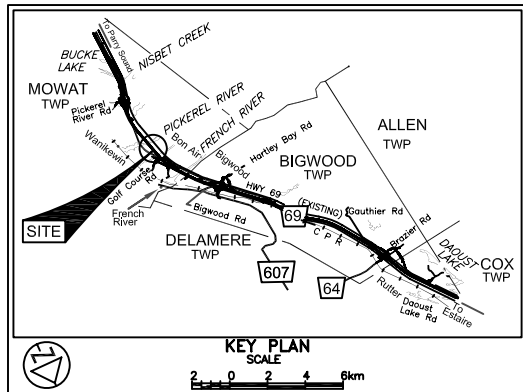 To Parry Sound
NISBET CREEK
BUCKE
LAKE
MOWAT
TWP
Pickerel
River Rd
PICKEREL RIVER
FRENCH RIVER
Bon Air
Wanikewin
Golf Course
Rd
Bigwood
Hartley Bay Rd
ALLEN
TWP
BIGWOOD
TWP
HWY 69
(EXISTING)
69
Gauthier Rd
Brazier Rd
French
River
Bigwood Rd
SITE
DELAMERE
TWP
607
C P R
64
DAOUST
LAKE
COX
TWP
Rutter
Daoust
Lake Rd
To
Estaire
N
KEY PLAN
SCALE
2 0 2 4 6km